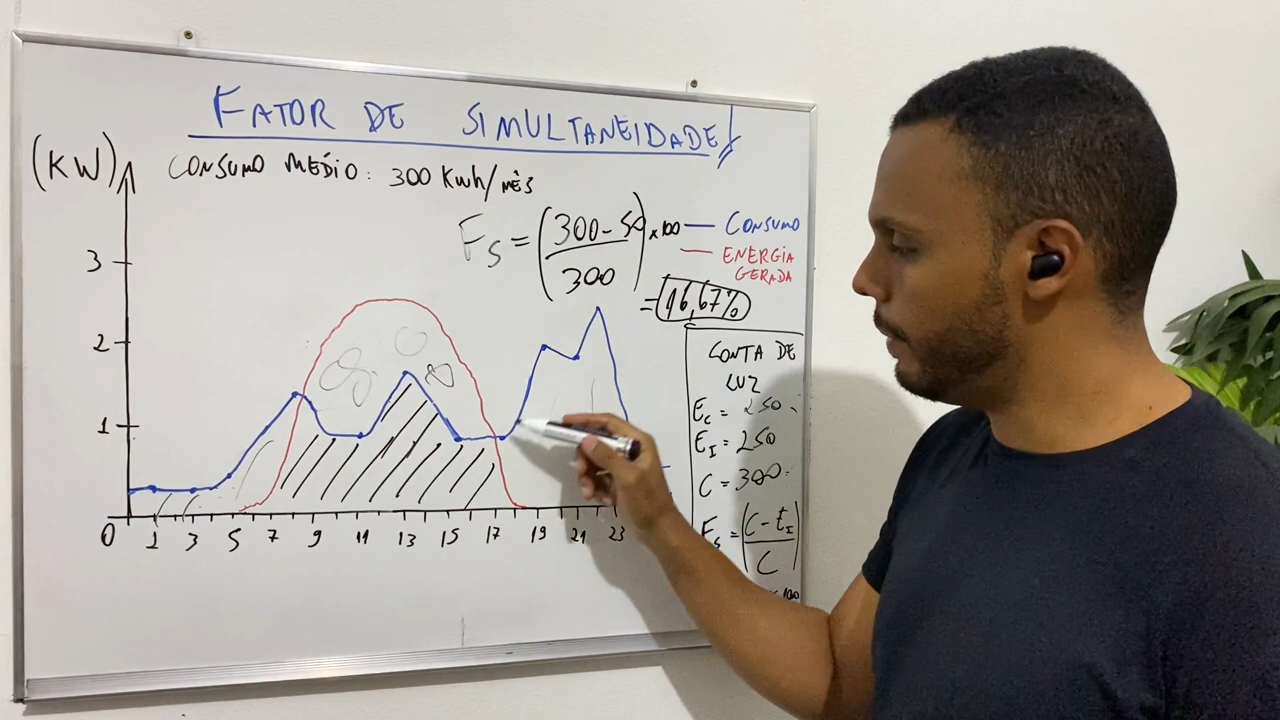 FATOR DE SIMULTANEIDADE!
(KW)
CONSUMO MÉDIO: 300 KWh/MÊS
FS = (300-50 / 300) x 100
= 16,67%
CONSUMO
ENERGIA
GERADA
3
2
1
0 1 3 5 7 9 11 13 15 17 19 21 23
CONTA DE
LUZ
EC = 250
EI = 250
C = 300
FS = (C - EI / C)
x 100